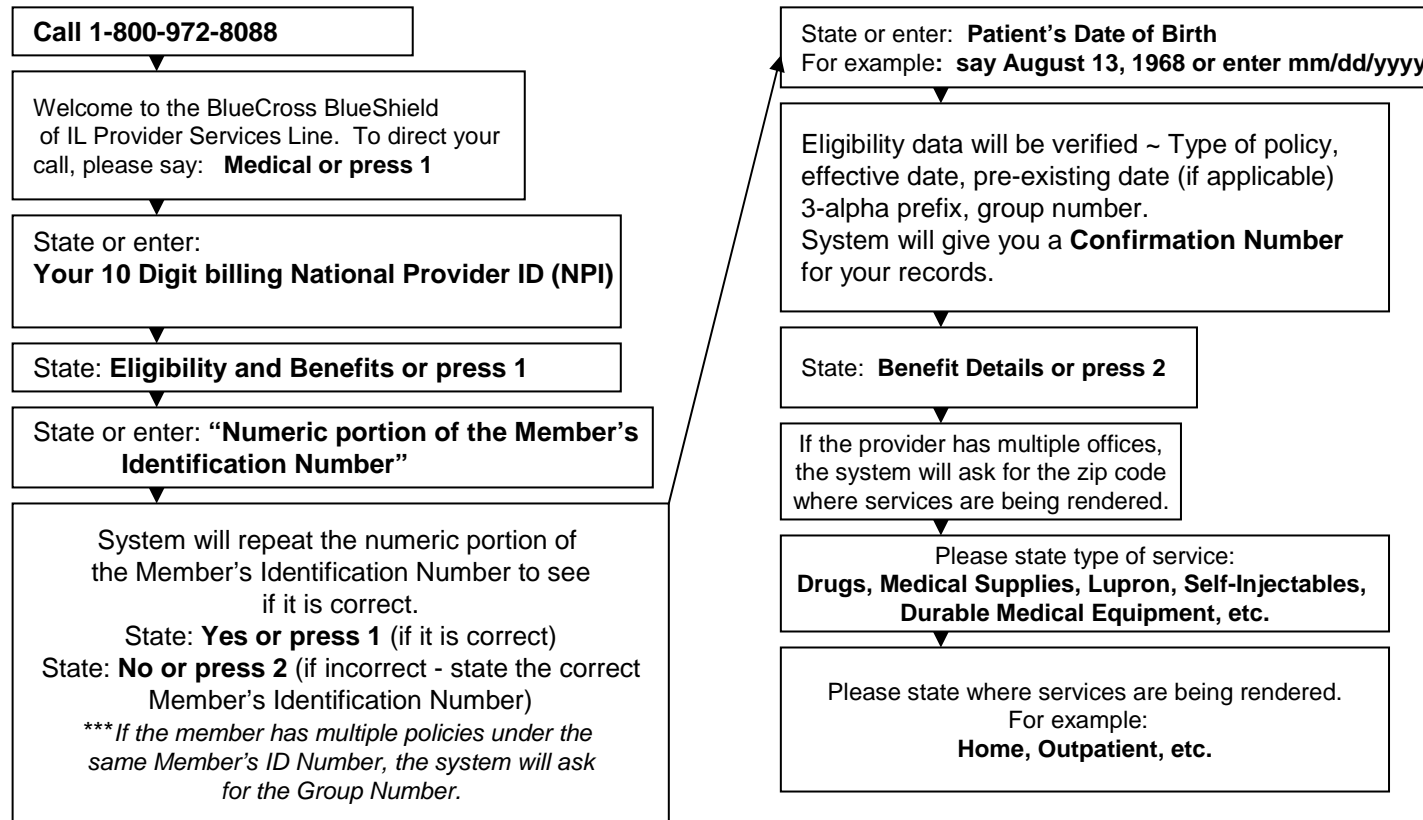 Call 1-800-972-8088
Welcome to the BlueCross BlueShield
of IL Provider Services Line. To direct your
call, please say: Medical or press 1
State or enter:
Your 10 Digit billing National Provider ID (NPI)
State: Eligibility and Benefits or press 1
State or enter: “Numeric portion of the Member’s
Identification Number”
System will repeat the numeric portion of
the Member’s Identification Number to see
if it is correct.
State: Yes or press 1 (if it is correct)
State: No or press 2 (if incorrect - state the correct
Member’s Identification Number)
***If the member has multiple policies under the
same Member’s ID Number, the system will ask
for the Group Number.
State or enter: Patient’s Date of Birth
For example: say August 13, 1968 or enter mm/dd/yyyy
Eligibility data will be verified ~ Type of policy,
effective date, pre-existing date (if applicable)
3-alpha prefix, group number.
System will give you a Confirmation Number
for your records.
State: Benefit Details or press 2
If the provider has multiple offices,
the system will ask for the zip code
where services are being rendered.
Please state type of service:
Drugs, Medical Supplies, Lupron, Self-Injectables,
Durable Medical Equipment, etc.
Please state where services are being rendered.
For example:
Home, Outpatient, etc.